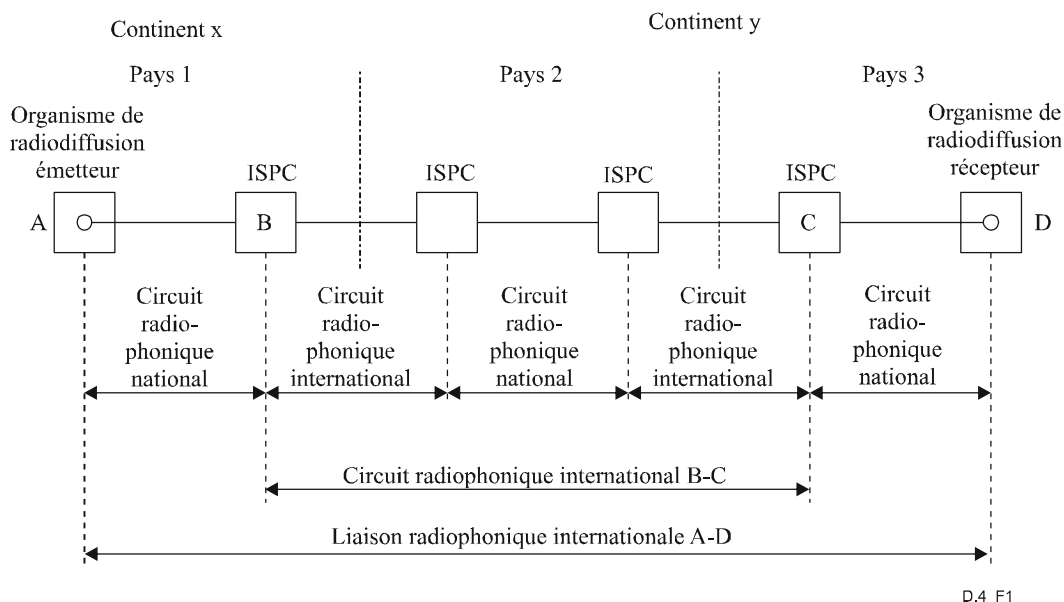 Continent x
Continent y
Pays 1
Pays 2
Pays 3
Organisme de
radiodiffusion
émetteur
Organisme de
radiodiffusion
récepteur
ISPC
ISPC
ISPC
ISPC
A
B
C
D
Circuit
radio-
phonique
national
Circuit
radio-
phonique
international
Circuit
radio-
phonique
national
Circuit
radio-
phonique
international
Circuit
radio-
phonique
national
Circuit radiophonique international B-C
Liaison radiophonique internationale A-D
D.4_F1